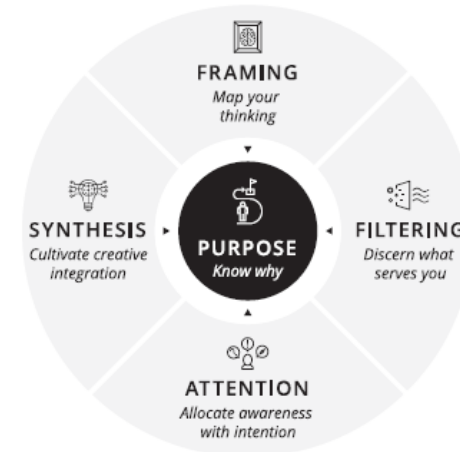 FRAMING
Map your
thinking
SYNTHESIS
Cultivate creative
integration
PURPOSE
Know why
FILTERING
Discern what
serves you
ATTENTION
Allocate awareness
with intention